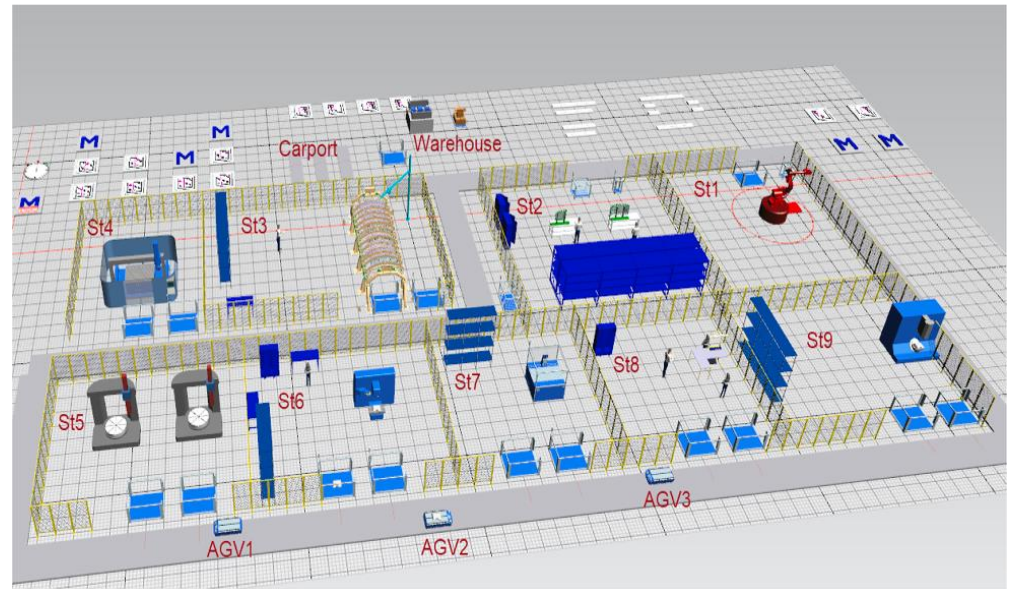 Carport
Warehouse
M
M
M
M
M
M
St4
St3
St2
St1
St5
St6
St7
St8
St9
AGV1
AGV2
AGV3